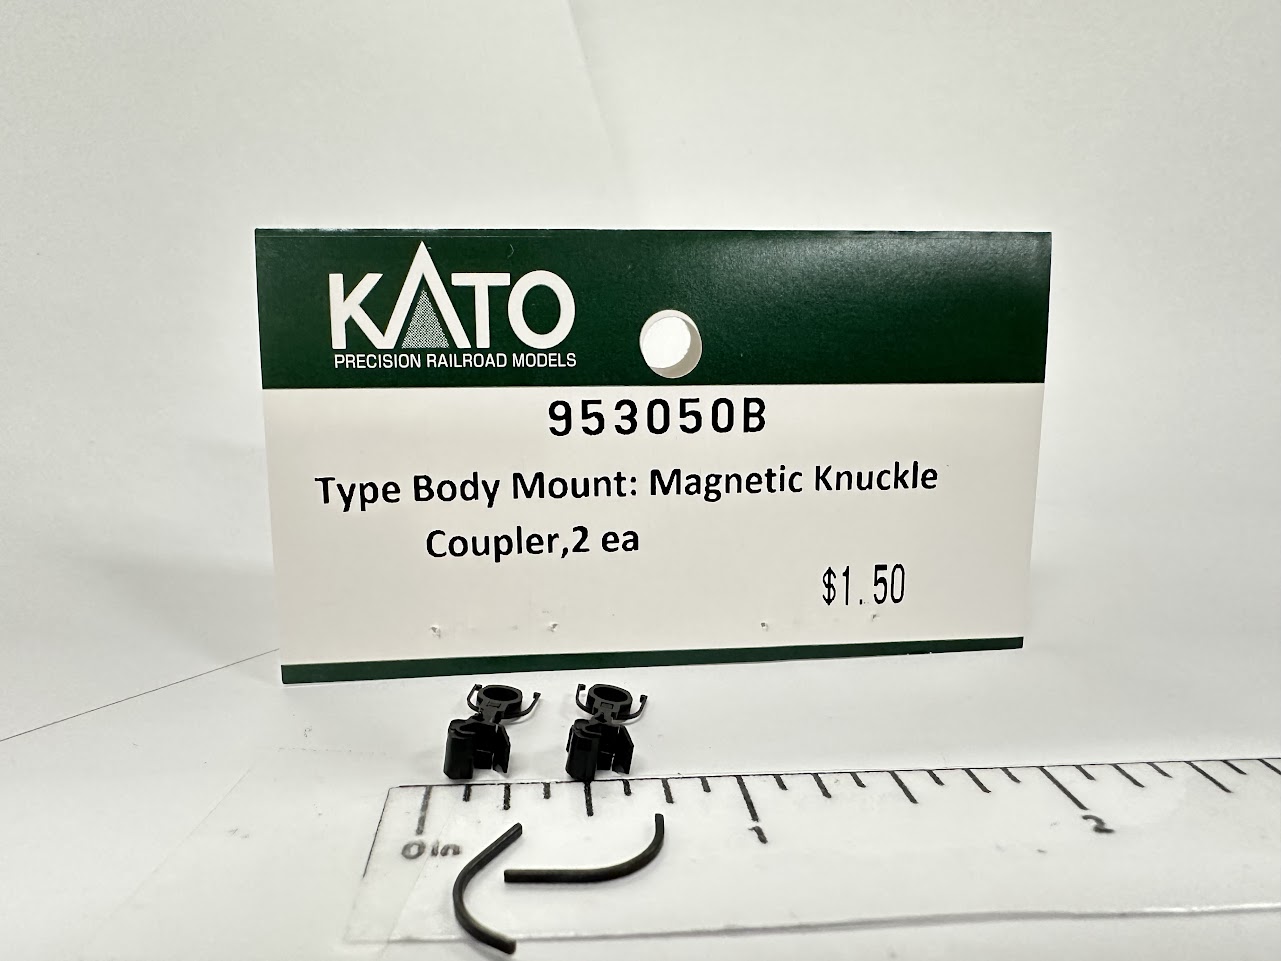 KATO
PRECISION RAILROAD MODELS
953050B
Type Body Mount: Magnetic Knuckle
Coupler,2 ea
$1.50
0 in 1 2